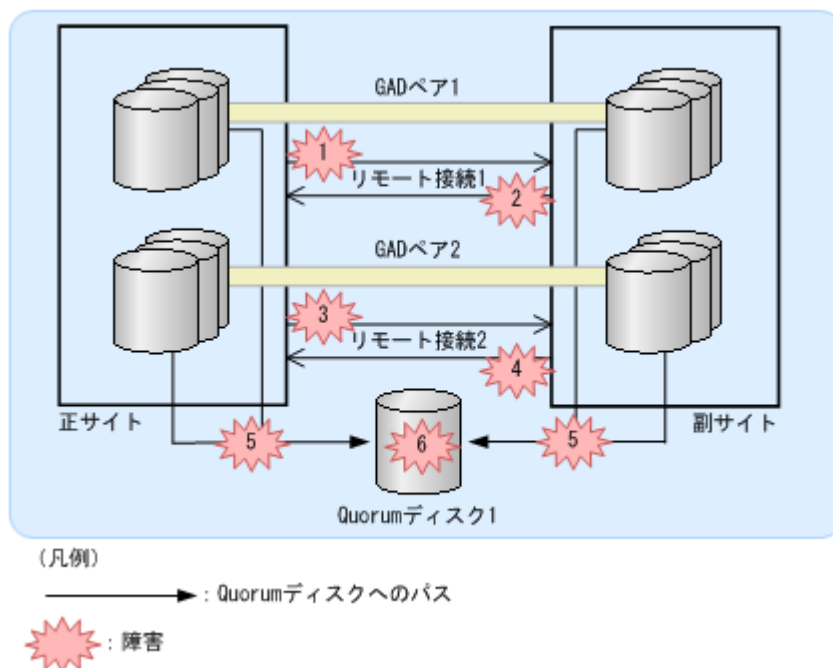 GADペア1
1
リモート接続1
2
GADペア2
3
リモート接続2
4
正サイト
副サイト
5
6
5
Quorumディスク1
(凡例)
: Quorumディスクへのパス
: 障害